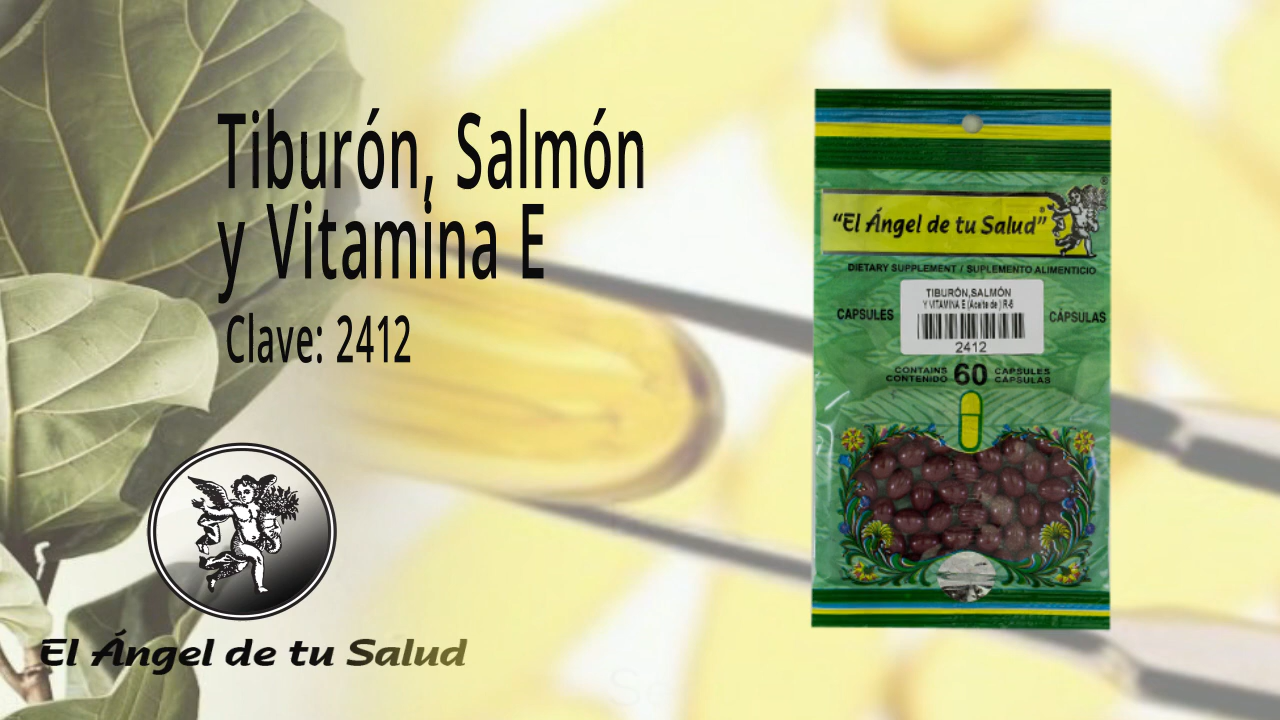 Tiburón, Salmón
y Vitamina E
Clave: 2412
El Ángel de tu Salud
“El Ángel de tu Salud”
DIETARY SUPPLEMENT / SUPLEMENTO ALIMENTICIO
TIBURÓN,SALMÓN
Y VITAMINA E (Aceite de) R-6
CAPSULES CÁPSULAS
2412
CONTAINS 60 CAPSULES
CONTENIDO CÁPSULAS